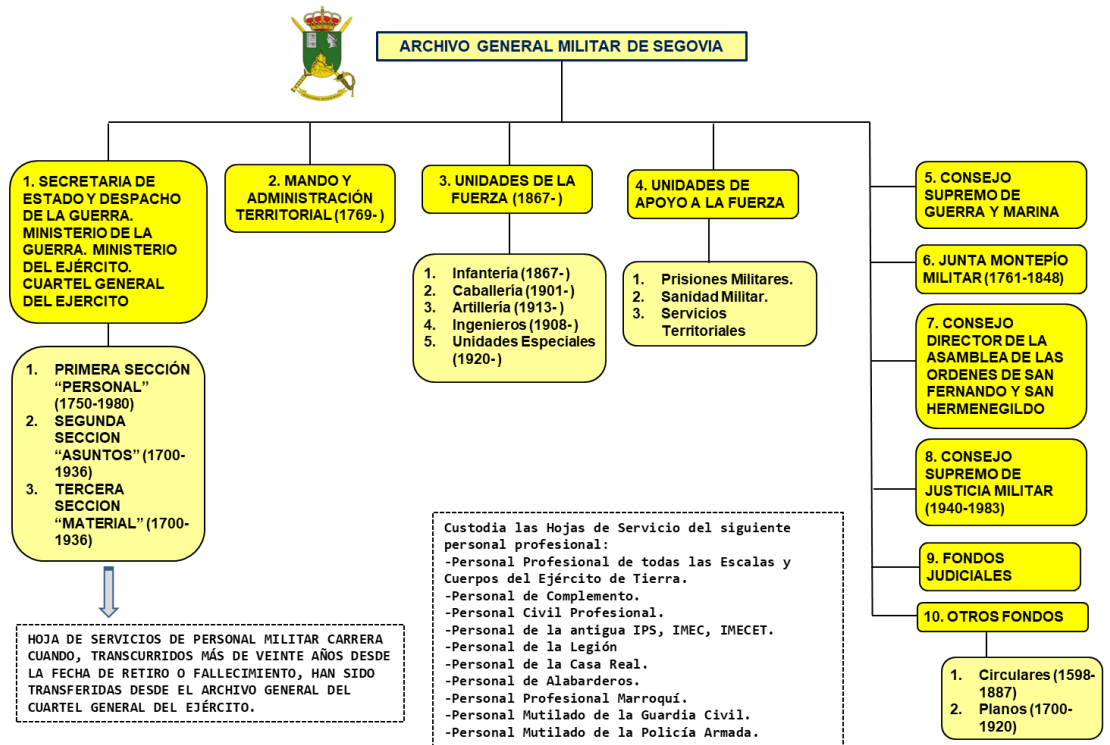 ARCHIVO GENERAL MILITAR DE SEGOVIA
1. SECRETARIA DE
ESTADO Y DESPACHO
DE LA GUERRA.
MINISTERIO DE LA
GUERRA. MINISTERIO
DEL EJÉRCITO.
CUARTEL GENERAL
DEL EJERCITO
1. PRIMERA SECCIÓN
“PERSONAL”
(1750-1980)
2. SEGUNDA
SECCION
“ASUNTOS” (1700-
1936)
3. TERCERA
SECCION
“MATERIAL” (1700-
1936)
HOJA DE SERVICIOS DE PERSONAL MILITAR CARRERA
CUANDO, TRANSCURRIDOS MÁS DE VEINTE AÑOS DESDE
LA FECHA DE RETIRO O FALLECIMIENTO, HAN SIDO
TRANSFERIDAS DESDE EL ARCHIVO GENERAL DEL
CUARTEL GENERAL DEL EJÉRCITO.
2. MANDO Y
ADMINISTRACIÓN
TERRITORIAL (1769- )
3. UNIDADES DE LA
FUERZA (1867- )
1. Infantería (1867- )
2. Caballería (1901- )
3. Artillería (1913- )
4. Ingenieros (1908- )
5. Unidades Especiales
(1920- )
4. UNIDADES DE
APOYO A LA FUERZA
1. Prisiones Militares.
2. Sanidad Militar.
3. Servicios
Territoriales
Custodia las Hojas de Servicio del siguiente
personal profesional:
-Personal Profesional de todas las Escalas y
Cuerpos del Ejército de Tierra.
-Personal de Complemento.
-Personal Civil Profesional.
-Personal de la antigua IPS, IMEC, IMECET.
-Personal de la Legión
-Personal de la Casa Real.
-Personal de Alabarderos.
-Personal Profesional Marroquí.
-Personal Mutilado de la Guardia Civil.
-Personal Mutilado de la Policía Armada.
5. CONSEJO
SUPREMO DE
GUERRA Y MARINA
6. JUNTA MONTEPÍO
MILITAR (1761-1848)
7. CONSEJO
DIRECTOR DE LA
ASAMBLEA DE LAS
ORDENES DE SAN
FERNANDO Y SAN
HERMENEGILDO
8. CONSEJO
SUPREMO DE
JUSTICIA MILITAR
(1940-1983)
9. FONDOS
JUDICIALES
10. OTROS FONDOS
1. Circulares (1598-
1887)
2. Planos (1700-
1920)